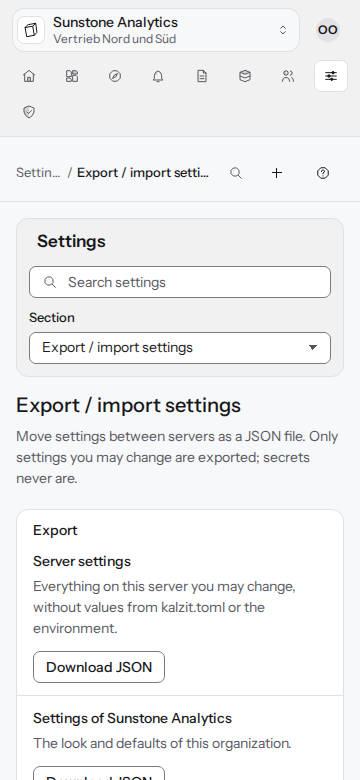 Sunstone Analytics
Vertrieb Nord und Süd
OO
Settin… / Export / import setti…
Settings
Search settings
Section
Export / import settings
Export / import settings
Move settings between servers as a JSON file. Only
settings you may change are exported; secrets
never are.
Export
Server settings
Everything on this server you may change,
without values from kalzit.toml or the
environment.
Download JSON
Settings of Sunstone Analytics
The look and defaults of this organization.
Download JSON